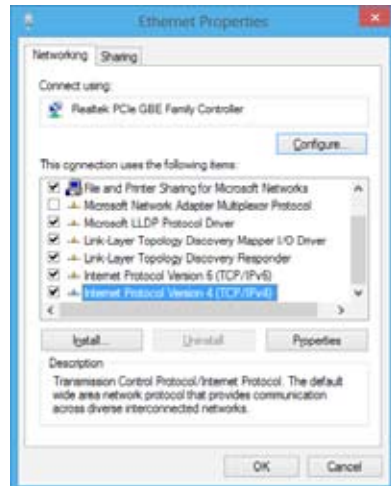 Ethernet Properties
Networking
Sharing
Connect using:
Realtek PCIe GBE Family Controller
Configure...
This connection uses the following items:
File and Printer Sharing for Microsoft Networks
Microsoft Network Adapter Multiplexor Protocol
Microsoft LLDP Protocol Driver
Link-Layer Topology Discovery Mapper I/O Driver
Link-Layer Topology Discovery Responder
Internet Protocol Version 6 (TCP/IPv6)
Internet Protocol Version 4 (TCP/IPv4)
Install...
Uninstall
Properties
Description
Transmission Control Protocol/Internet Protocol. The default
wide area network protocol that provides communication
across diverse interconnected networks.
OK
Cancel